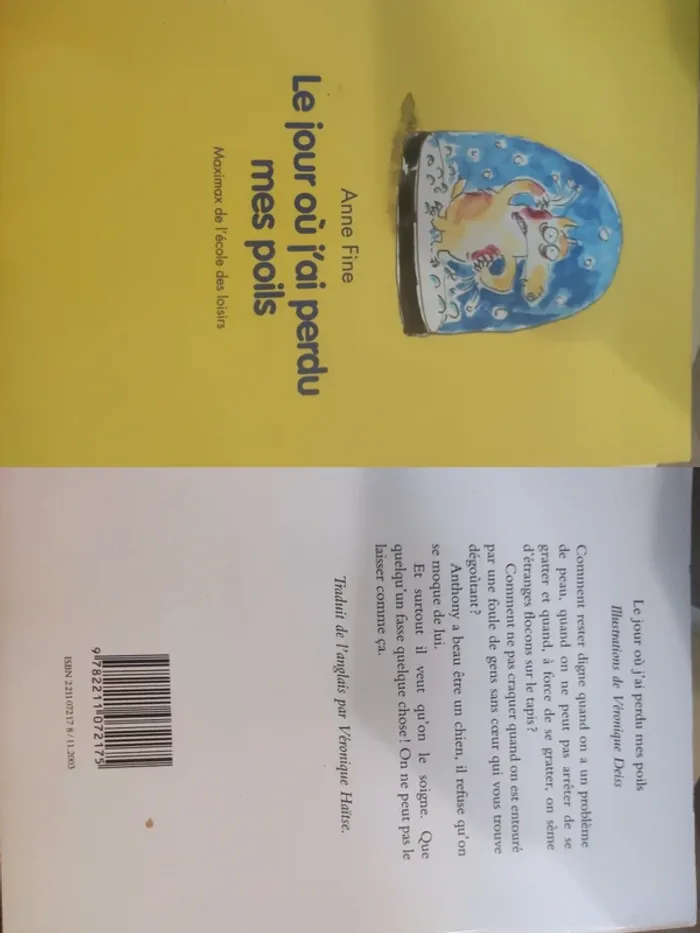 Anne Fine
Le jour où j'ai perdu
mes poils
Maximax de l'école des loisirs
Le jour où j'ai perdu mes poils
Illustrations de Véronique Deiss
Comment rester digne quand on a un problème
de peau, quand on ne peut pas arrêter de se
gratter et quand, à force de se gratter, on sème
d'étranges flocons sur le tapis?
Comment ne pas craquer quand on est entouré
par une foule de gens sans cœur qui vous trouve
dégoûtant?
Anthony a beau être un chien, il refuse qu'on
se moque de lui.
Et surtout il veut qu'on le soigne. Que
quelqu'un fasse quelque chose! On ne peut pas le
laisser comme ça.
Traduit de l'anglais par Véronique Haïtse.
9 782211 072175
ISBN 2211 07217 8 / 11.2003